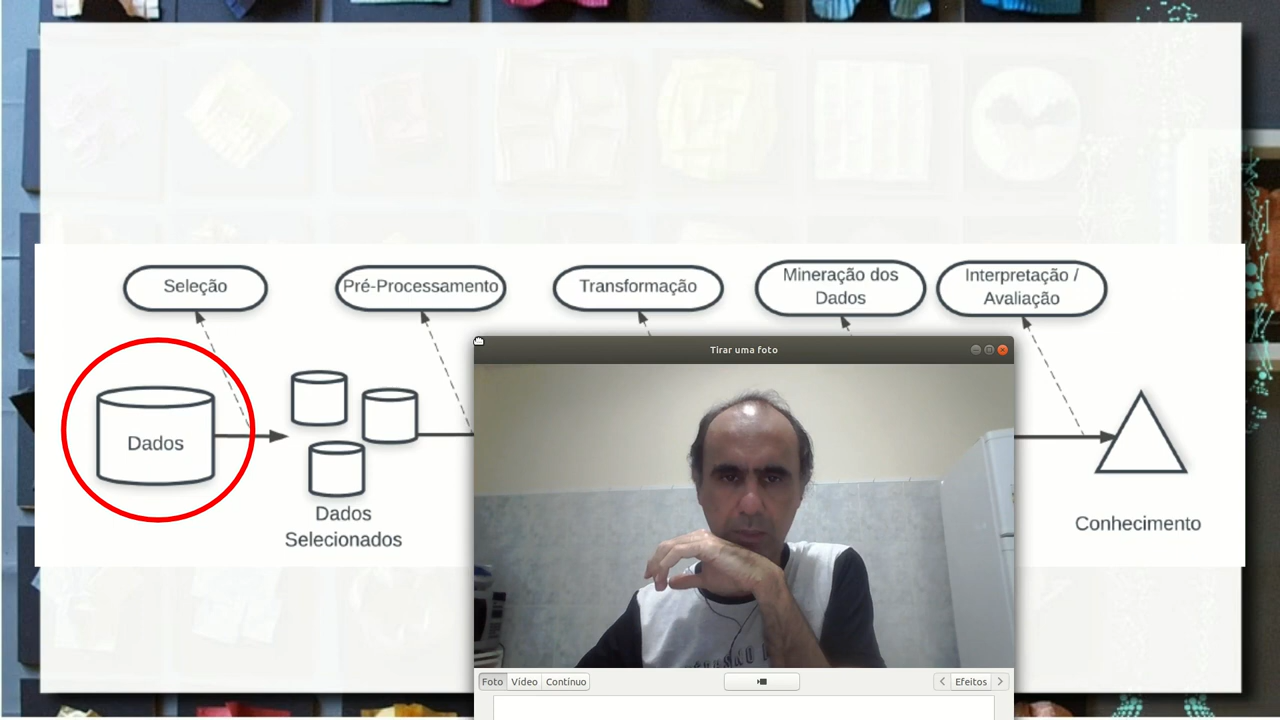 Seleção
Pré-Processamento
Transformação
Mineração dos
Dados
Interpretação /
Avaliação
Tirar uma foto
Dados
Dados
Selecionados
Conhecimento
Foto
Vídeo
Contínuo
Efeitos